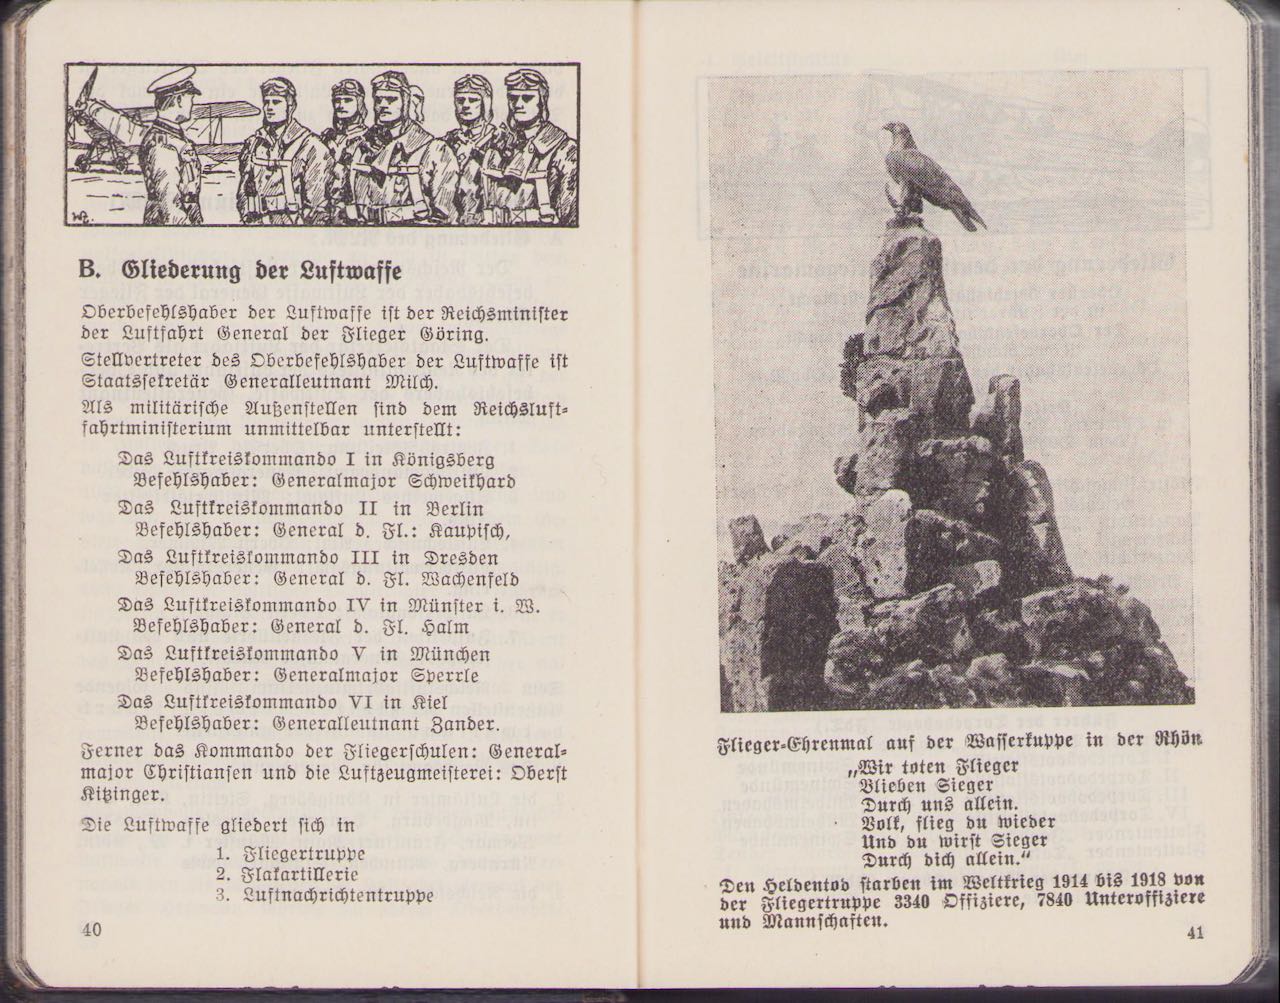 B. Gliederung der Luftwaffe
Oberbefehlshaber der Luftwaffe ist der Reichsminister
der Luftfahrt General der Flieger Göring.
Stellvertreter des Oberbefehlshaber der Luftwaffe ist
Staatssekretär Generalleutnant Milch.
Als militärische Außenstellen sind dem Reichsluft-
fahrtministerium unmittelbar unterstellt:
Das Luftkreiskommando I in Königsberg
Befehlshaber: Generalmajor Schweikhard
Das Luftkreiskommando II in Berlin
Befehlshaber: General d. Fl.: Kaupisch,
Das Luftkreiskommando III in Dresden
Befehlshaber: General d. Fl. Wachenfeld
Das Luftkreiskommando IV in Münster i. W.
Befehlshaber: General d. Fl. Halm
Das Luftkreiskommando V in München
Befehlshaber: Generalmajor Sperrle
Das Luftkreiskommando VI in Kiel
Befehlshaber: Generalleutnant Zander.
Ferner das Kommando der Fliegerschulen: General-
major Christiansen und die Luftzeugmeisterei: Oberst
Kitzinger.
Die Luftwaffe gliedert sich in
1. Fliegertruppe
2. Flakartillerie
3. Luftnachrichtentruppe
40
Flieger-Ehrenmal auf der Wasserkuppe in der Rhön
„Wir toten Flieger
Blieben Sieger
Durch uns allein.
Volk, flieg du wieder
Und du wirst Sieger
Durch dich allein.“
Den Heldentod starben im Weltkrieg 1914 bis 1918 von
der Fliegertruppe 3340 Offiziere, 7840 Unteroffiziere
und Mannschaften.
41